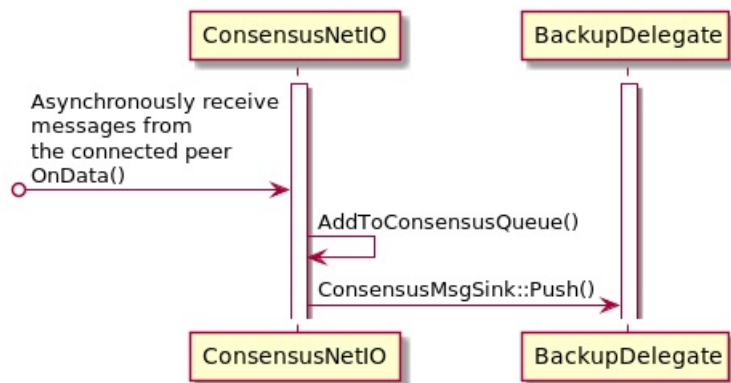 ConsensusNetIO
BackupDelegate
Asynchronously receive
messages from
the connected peer
OnData()
AddToConsensusQueue()
ConsensusMsgSink::Push()
ConsensusNetIO
BackupDelegate